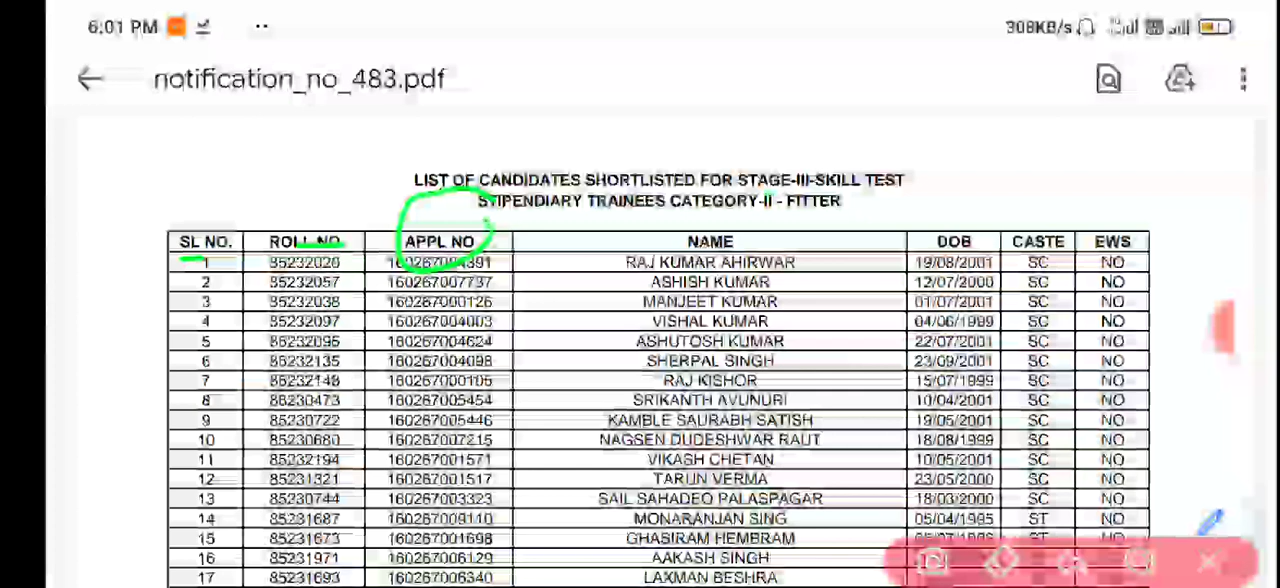 6:01 PM
308KB/s
notification_no_483.pdf
LIST OF CANDIDATES SHORTLISTED FOR STAGE-III-SKILL TEST
STIPENDIARY TRAINEES CATEGORY-II - FITTER
SL NO. ROLL NO APPL NO NAME DOB CASTE EWS
1 85232020 RAJ KUMAR AHIRWAR 19/08/2001 SC NO
2 85232057 160267007737 ASHISH KUMAR 12/07/2000 SC NO
3 85232038 160267000126 MANJEET KUMAR 01/07/2001 SC NO
4 85232097 160267004003 VISHAL KUMAR 04/06/1999 SC NO
5 85232095 160267004624 ASHUTOSH KUMAR 22/07/2001 SC NO
6 85232135 160267004098 SHERPAL SINGH 23/09/2001 SC NO
7 85232148 160267000105 RAJ KISHOR 15/07/1999 SC NO
8 85230473 160267005454 SRIKANTH AVUNURI 10/04/2001 SC NO
9 85230722 160267005446 KAMBLE SAURABH SATISH 19/05/2001 SC NO
10 85230680 160267007215 NAGSEN DUDESHWAR RAUT 18/08/1999 SC NO
11 85232194 160267001571 VIKASH CHETAN 10/05/2001 SC NO
12 85231321 160267001517 TARUN VERMA 23/05/2000 SC NO
13 85230744 160267003323 SAIL SAHADEO PALASPAGAR 18/03/2000 SC NO
14 85231687 160267009110 MONARANJAN SING 05/04/1995 ST NO
15 85231673 160267001698 GHASIRAM HEMBRAM ST NO
16 85231971 160267006129 AAKASH SINGH
17 85231693 160267006340 LAXMAN BESHRA